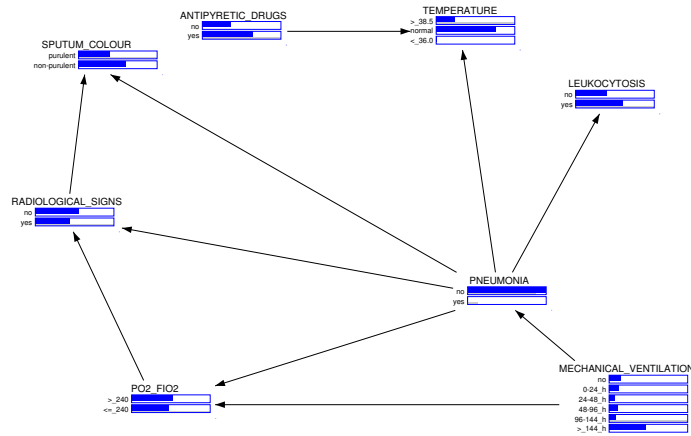 ANTIPYRETIC_DRUGS
no
yes
TEMPERATURE
>_38.5
normal
<_36.0
SPUTUM_COLOUR
purulent
non-purulent
LEUKOCYTOSIS
no
yes
RADIOLOGICAL_SIGNS
no
yes
PNEUMONIA
no
yes
MECHANICAL_VENTILATION
no
0-24_h
24-48_h
48-96_h
96-144_h
>_144_h
PO2_FIO2
>_240
<=_240